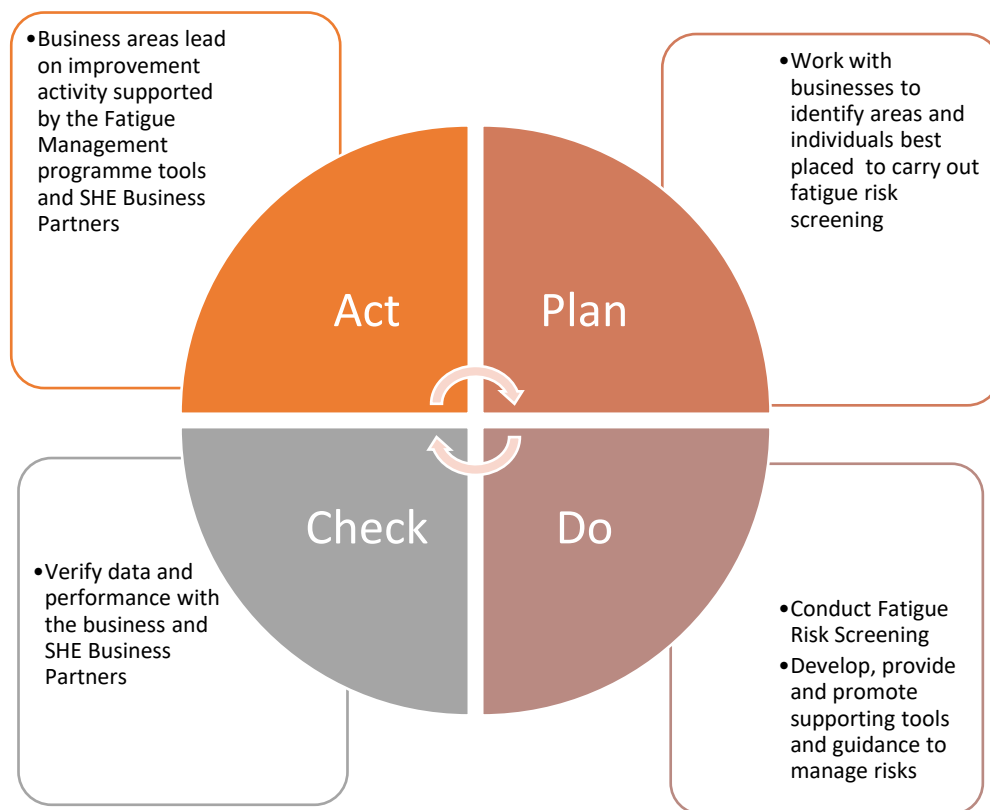 •Business areas lead
on improvement
activity supported
by the Fatigue
Management
programme tools
and SHE Business
Partners
•Work with
businesses to
identify areas and
individuals best
placed  to carry out
fatigue risk
screening
Act
Plan
Check
Do
•Verify data and
performance with
the business and
SHE Business
Partners
•Conduct Fatigue
Risk Screening
•Develop, provide
and promote
supporting tools
and guidance to
manage risks